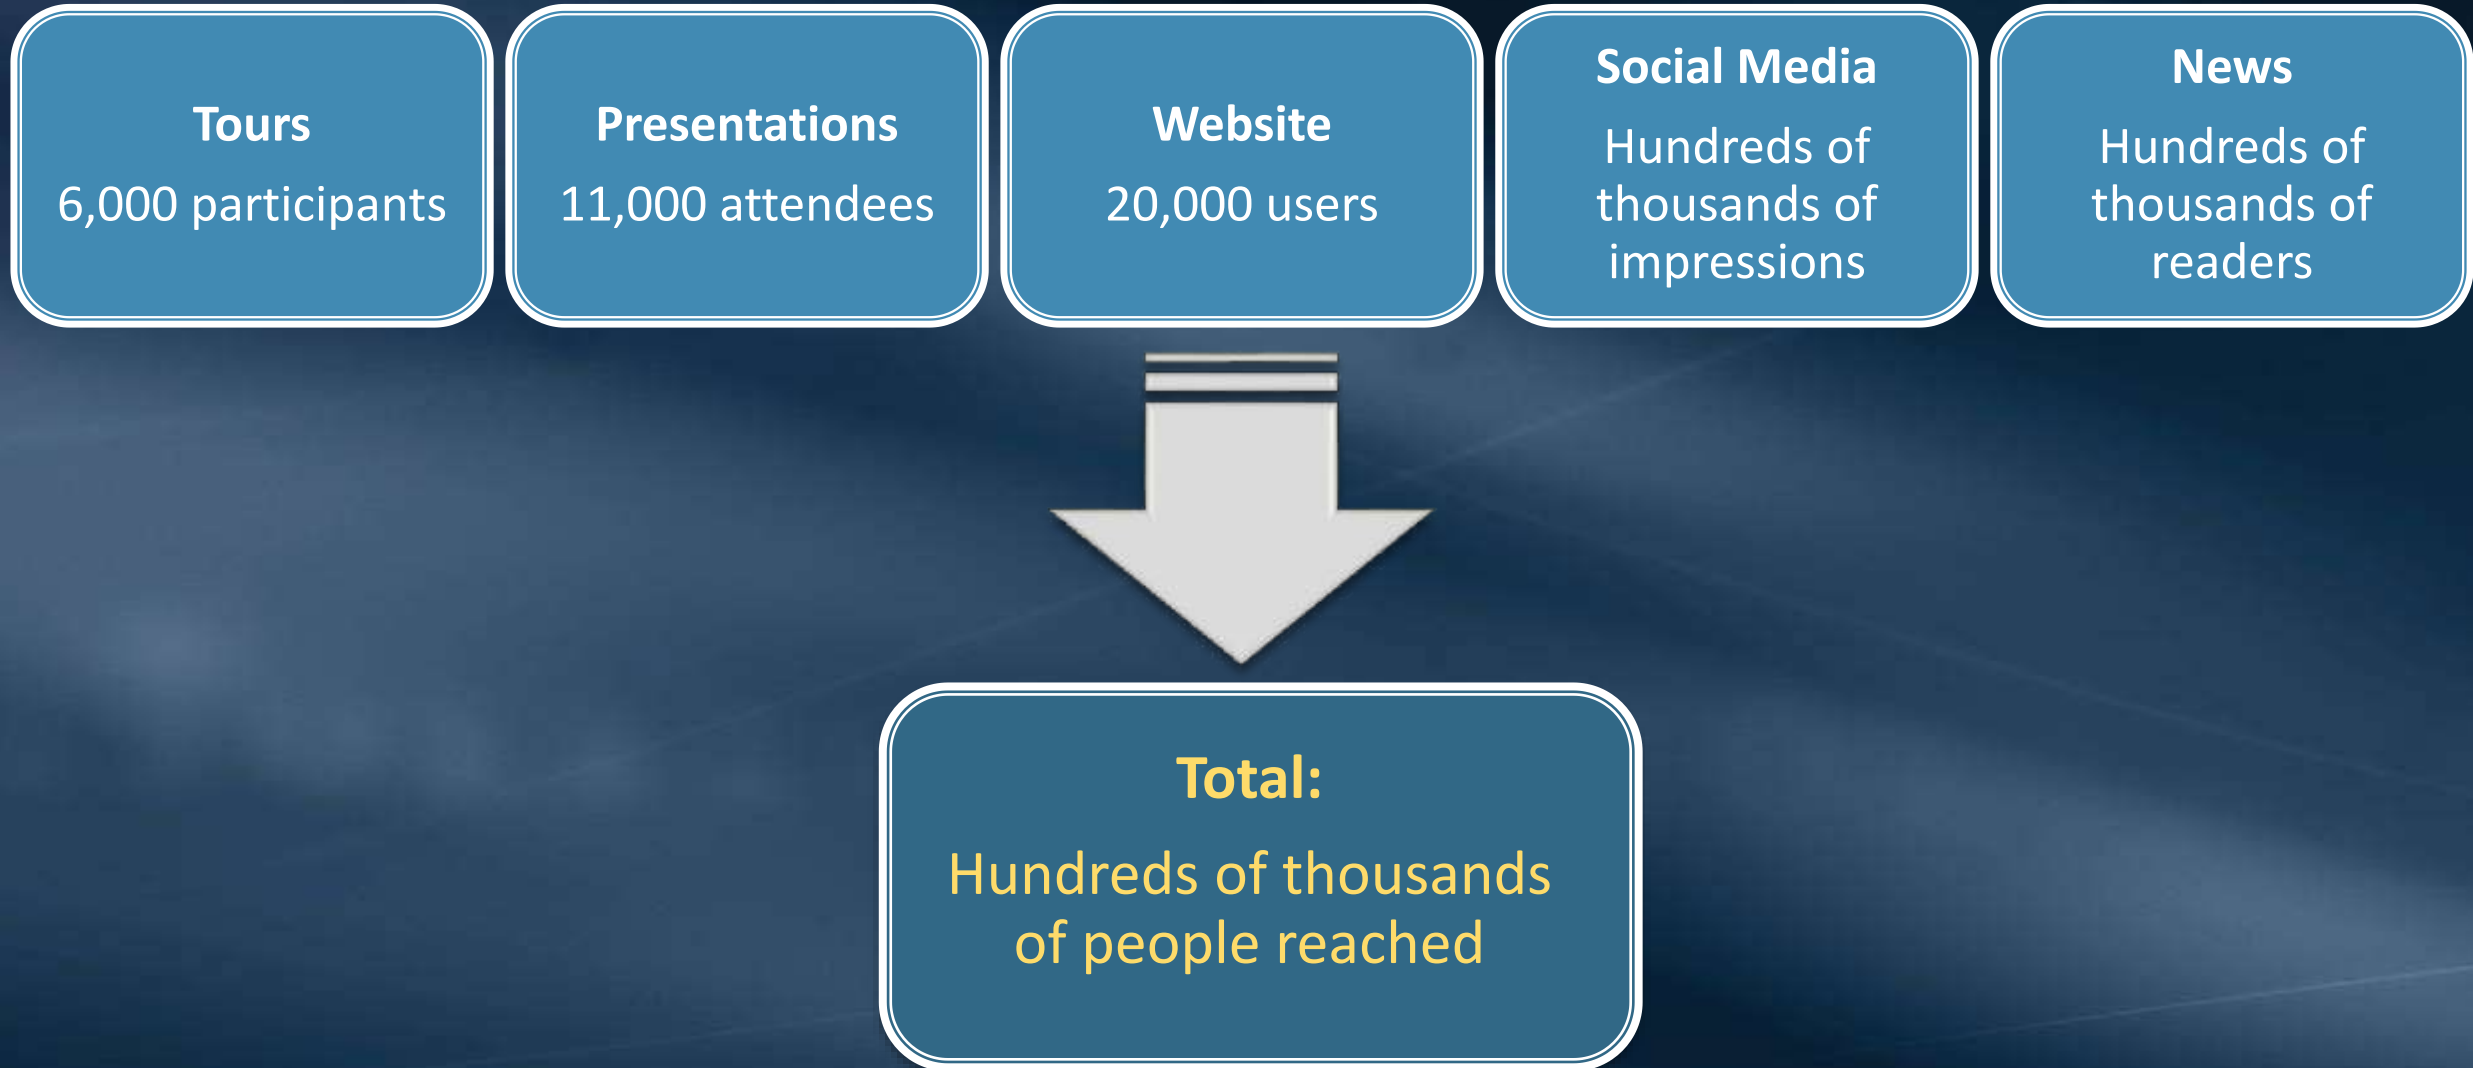 Tours
6,000 participants
Presentations
11,000 attendees
Website
20,000 users
Social Media
Hundreds of
thousands of
impressions
News
Hundreds of
thousands of
readers
Total:
Hundreds of thousands
of people reached